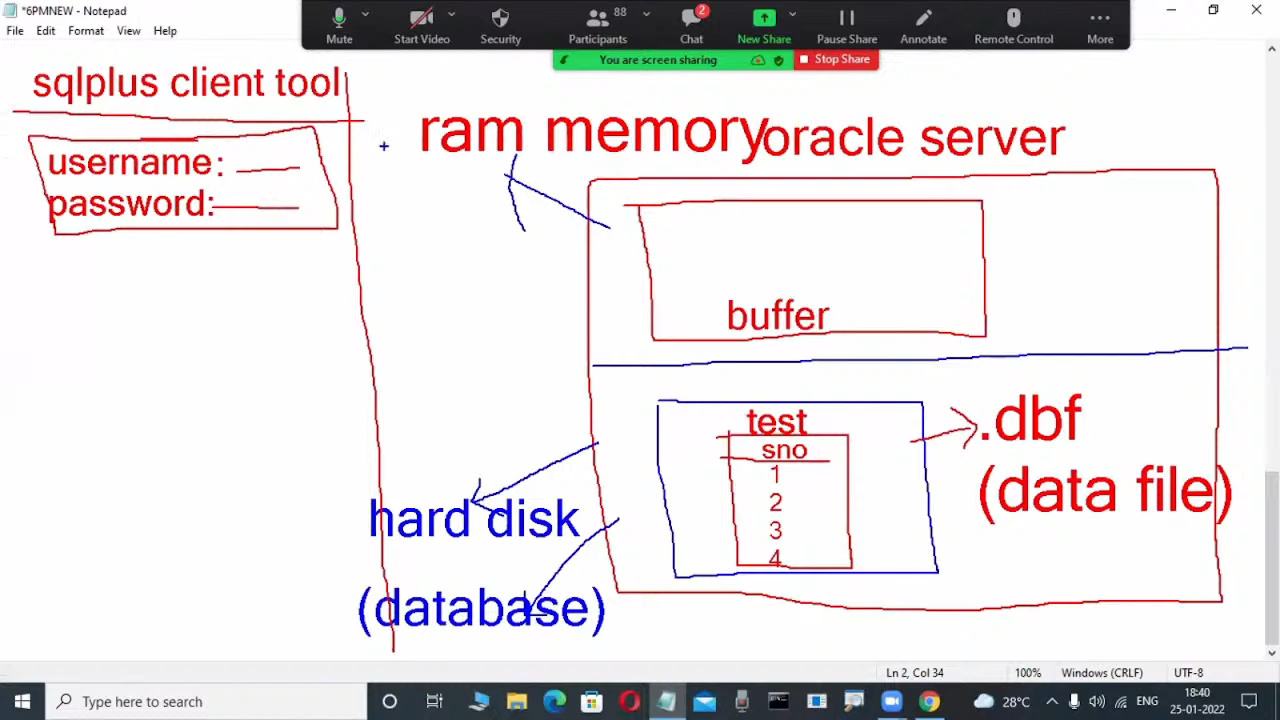 *6PMNEW - Notepad
File Edit Format View Help
Mute
Start Video
Security
88
Participants
2
Chat
New Share
Pause Share
Annotate
Remote Control
More
You are screen sharing
Stop Share
sqlplus client tool
username:
password:
ram memory
oracle server
buffer
test
sno
1
2
3
4
.dbf
(data file)
hard disk
(database)
Ln 2, Col 34
100%
Windows (CRLF)
UTF-8
Type here to search
28°C
ENG
18:40
25-01-2022